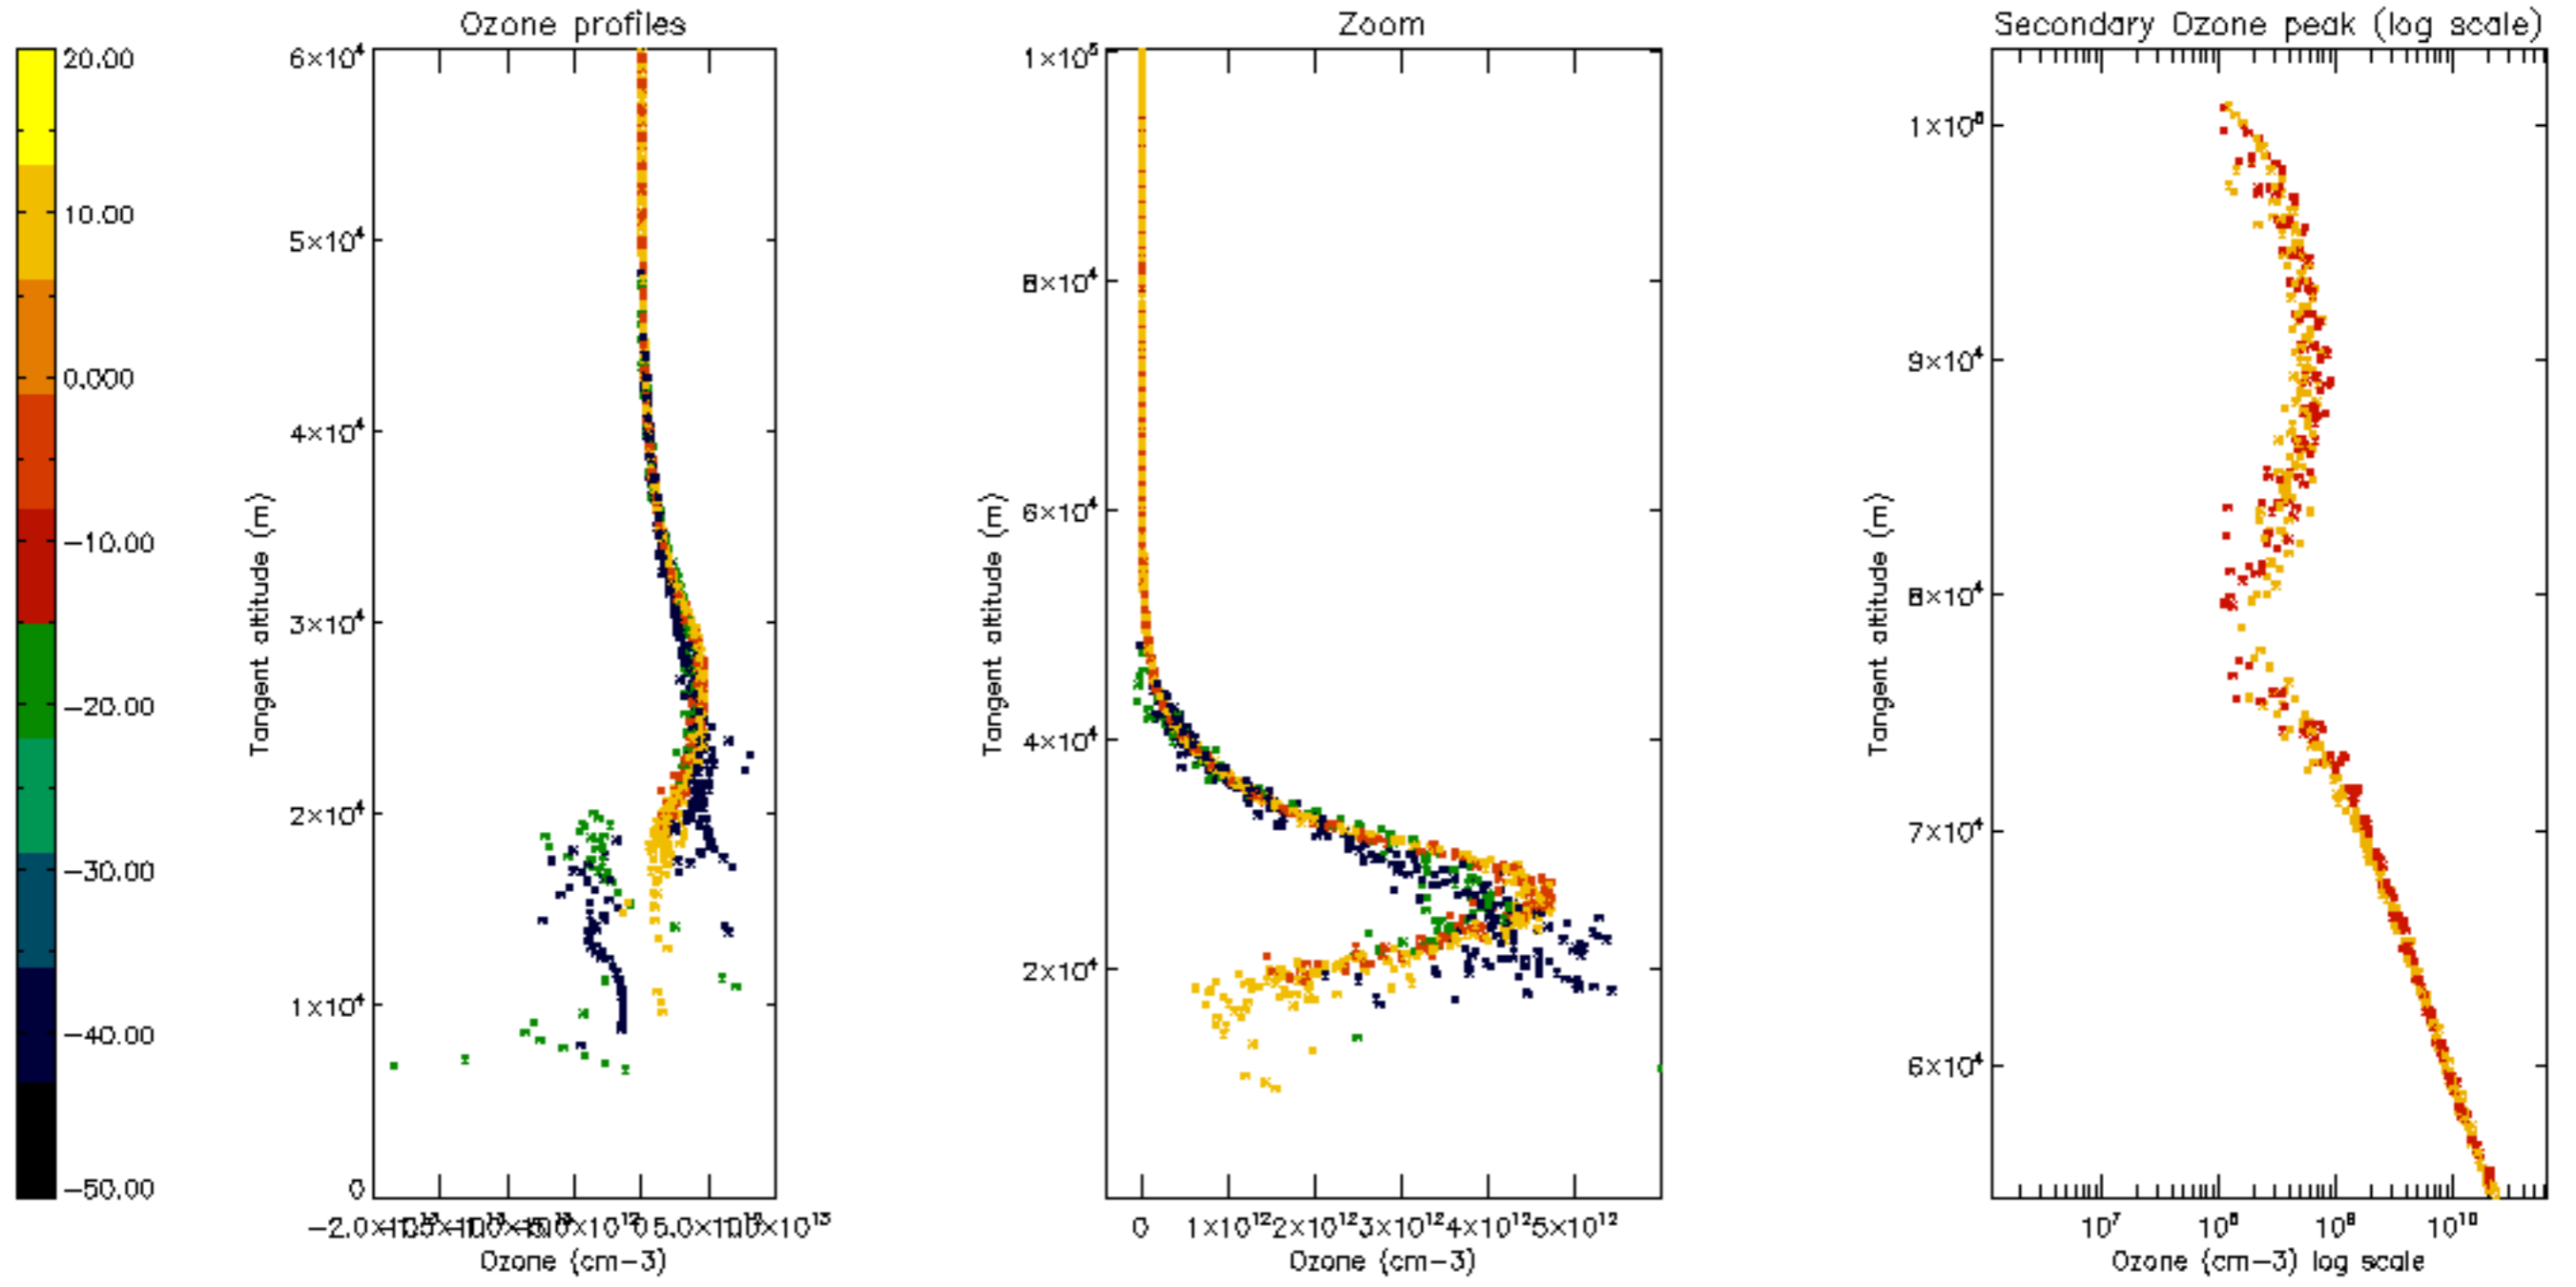 Ozone profiles
Zoom
Secondary Ozone peak (log scale)
20.00
10.00
0.000
−10.00
−20.00
−30.00
−40.00
−50.00
6×10⁴
5×10⁴
4×10⁴
3×10⁴
2×10⁴
1×10⁴
0
Tangent altitude (m)
Ozone (cm−3)
1×10⁵
8×10⁴
6×10⁴
4×10⁴
2×10⁴
Tangent altitude (m)
0 1×10¹² 2×10¹² 3×10¹² 4×10¹² 5×10¹²
Ozone (cm−3)
1×10⁵
9×10⁴
8×10⁴
7×10⁴
6×10⁴
Tangent altitude (m)
10⁷ 10⁸ 10⁹ 10¹⁰
Ozone (cm−3) log scale